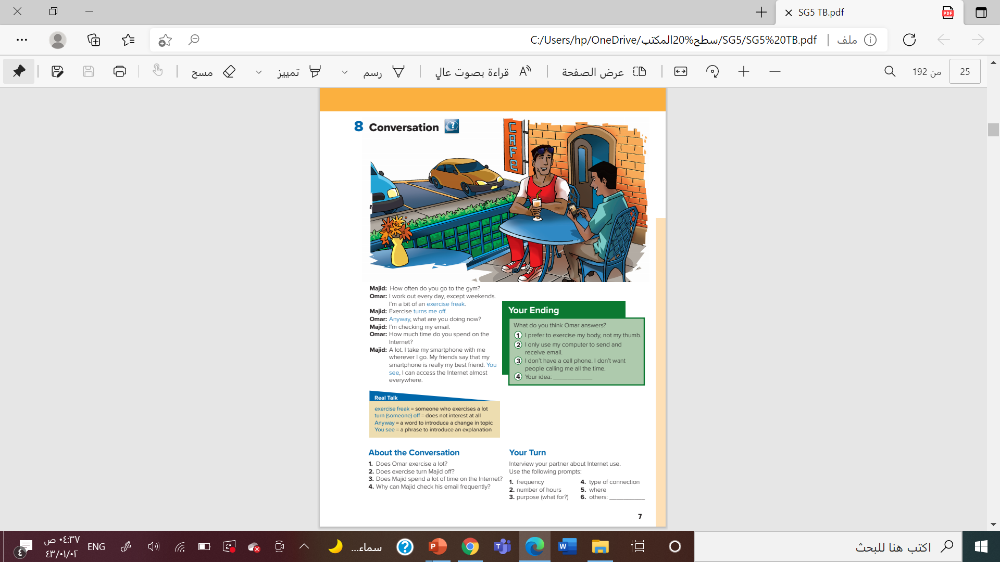 SG5 TB.pdf
PDF
C:/Users/hp/OneDrive/سطح%20المكتب/SG5/SG5%20TB.pdf
ملف
مسح
تمييز
رسم
قراءة بصوت عالٍ
عرض الصفحة
من 192
25
8 Conversation
CAFE
Majid: How often do you go to the gym?
Omar: I work out every day, except weekends.
I'm a bit of an exercise freak.
Majid: Exercise turns me off.
Omar: Anyway, what are you doing now?
Majid: I'm checking my email.
Omar: How much time do you spend on the
Internet?
Majid: A lot. I take my smartphone with me
wherever I go. My friends say that my
smartphone is really my best friend. You
see, I can access the Internet almost
everywhere.
Your Ending
What do you think Omar answers?
1 I prefer to exercise my body, not my thumb.
2 I only use my computer to send and
receive email.
3 I don't have a cell phone. I don't want
people calling me all the time.
4 Your idea: ____________
Real Talk
exercise freak = someone who exercises a lot
turn (someone) off = does not interest at all
Anyway = a word to introduce a change in topic
You see = a phrase to introduce an explanation
About the Conversation
1. Does Omar exercise a lot?
2. Does exercise turn Majid off?
3. Does Majid spend a lot of time on the Internet?
4. Why can Majid check his email frequently?
Your Turn
Interview your partner about Internet use.
Use the following prompts:
1. frequency
2. number of hours
3. purpose (what for?)
4. type of connection
5. where
6. others: ___________
7
٠٤:٣٧ ص
٤٣/٠١/٠٢
٤
ENG
سماء...
اكتب هنا للبحث